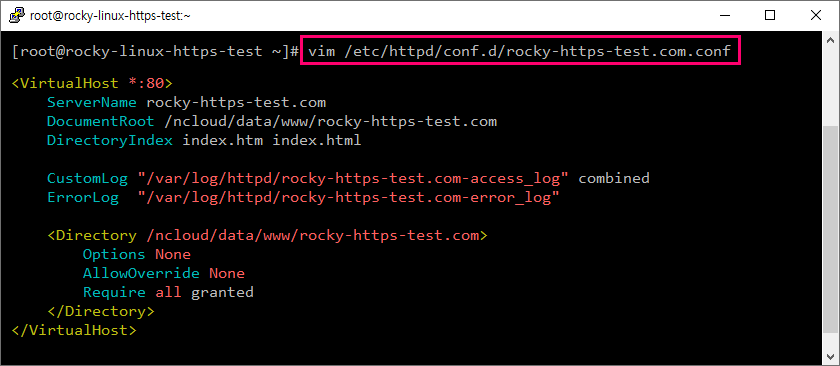 root@rocky-linux-https-test:~
[root@rocky-linux-https-test ~]# vim /etc/httpd/conf.d/rocky-https-test.com.conf
<VirtualHost *:80>
    ServerName rocky-https-test.com
    DocumentRoot /ncloud/data/www/rocky-https-test.com
    DirectoryIndex index.htm index.html
    CustomLog "/var/log/httpd/rocky-https-test.com-access_log" combined
    ErrorLog  "/var/log/httpd/rocky-https-test.com-error_log"
    <Directory /ncloud/data/www/rocky-https-test.com>
        Options None
        AllowOverride None
        Require all granted
    </Directory>
</VirtualHost>